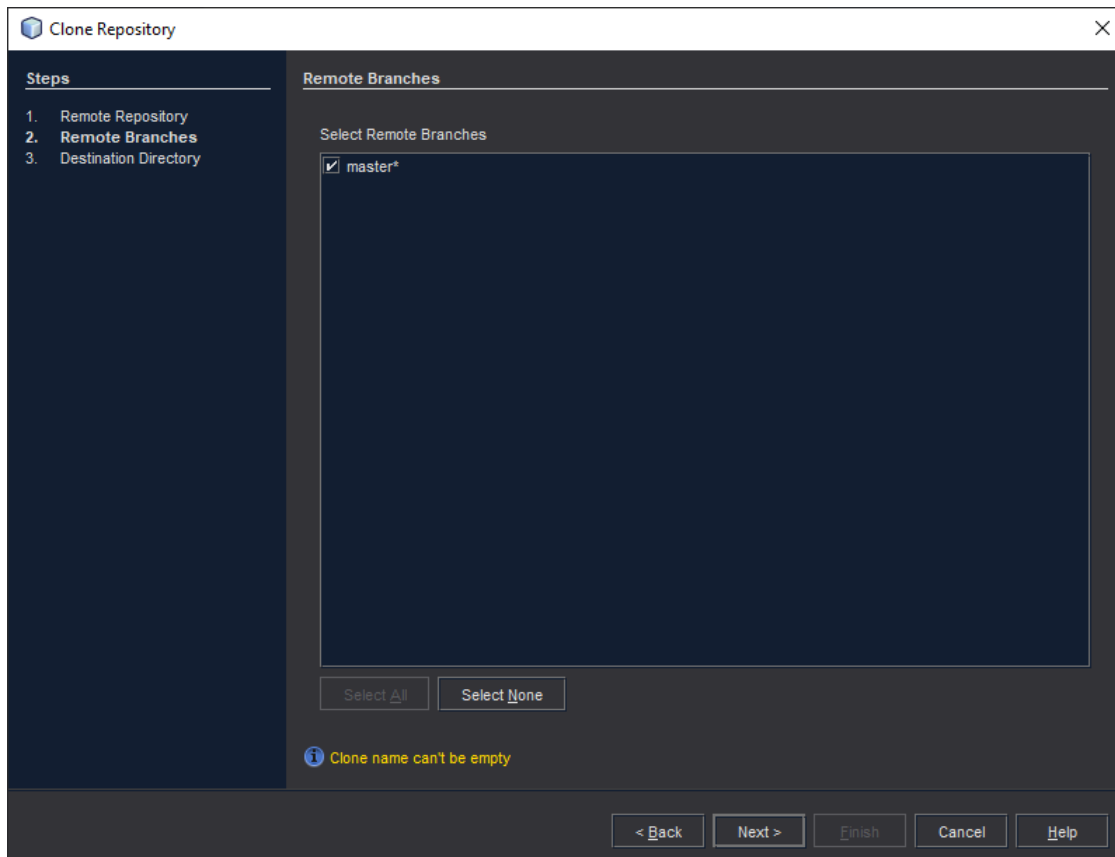 Clone Repository
Steps
1. Remote Repository
2. Remote Branches
3. Destination Directory
Remote Branches
Select Remote Branches
master*
Select All
Select None
Clone name can't be empty
< Back
Next >
Finish
Cancel
Help